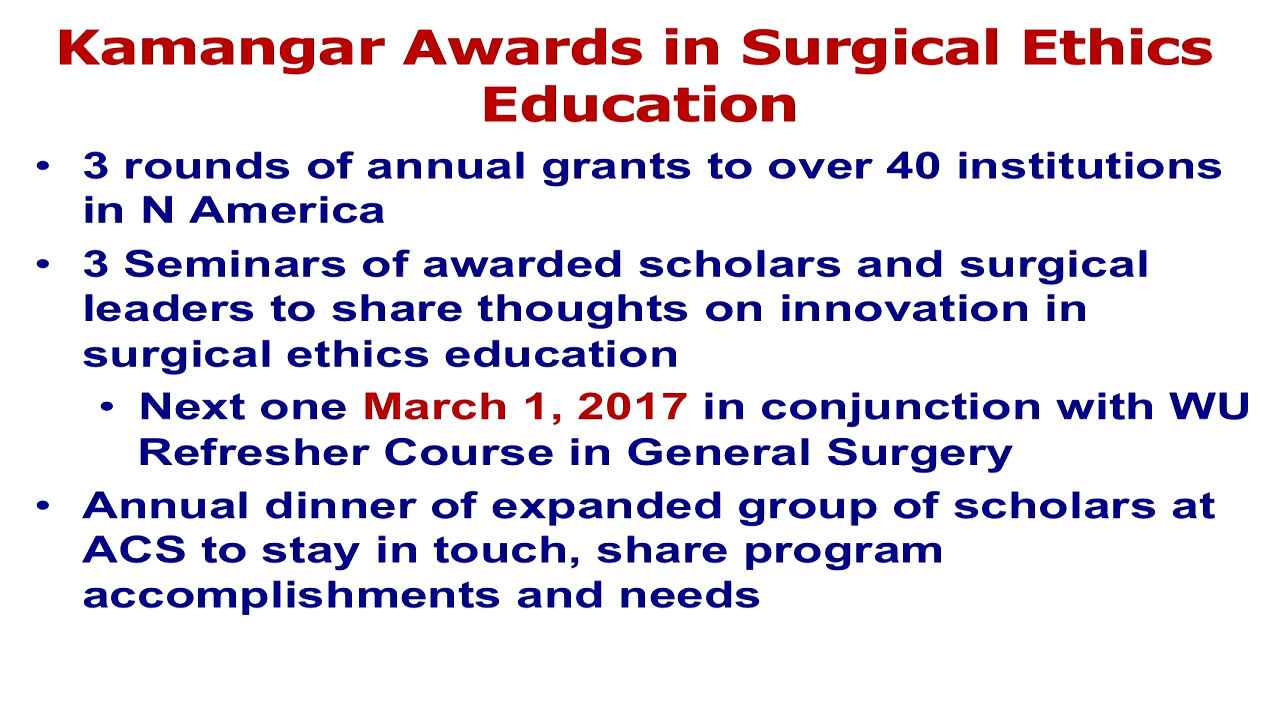 Kamangar Awards in Surgical Ethics
Education
• 3 rounds of annual grants to over 40 institutions
in N America
• 3 Seminars of awarded scholars and surgical
leaders to share thoughts on innovation in
surgical ethics education
• Next one March 1, 2017 in conjunction with WU
Refresher Course in General Surgery
• Annual dinner of expanded group of scholars at
ACS to stay in touch, share program
accomplishments and needs